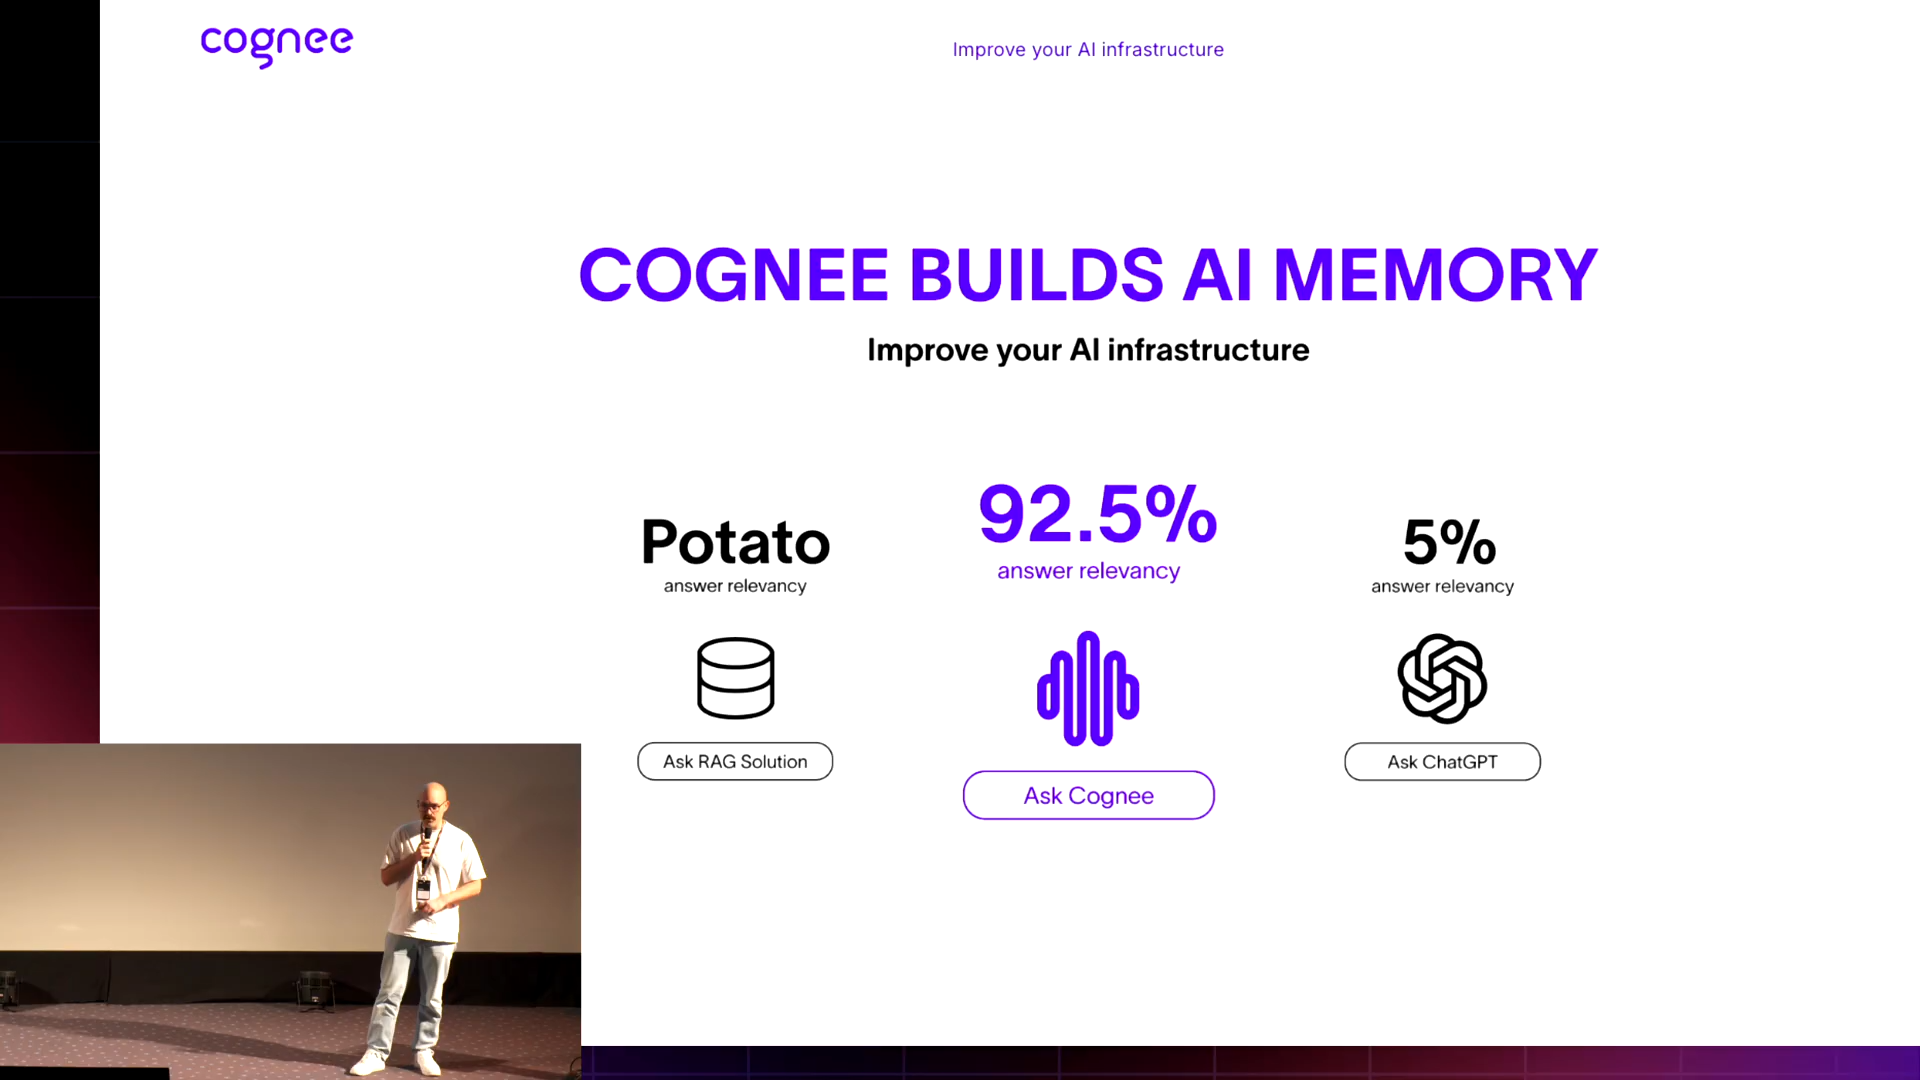 cognee
Improve your AI infrastructure
COGNEE BUILDS AI MEMORY
Improve your AI infrastructure
Potato
answer relevancy
92.5%
answer relevancy
5%
answer relevancy
Ask RAG Solution
Ask Cognee
Ask ChatGPT